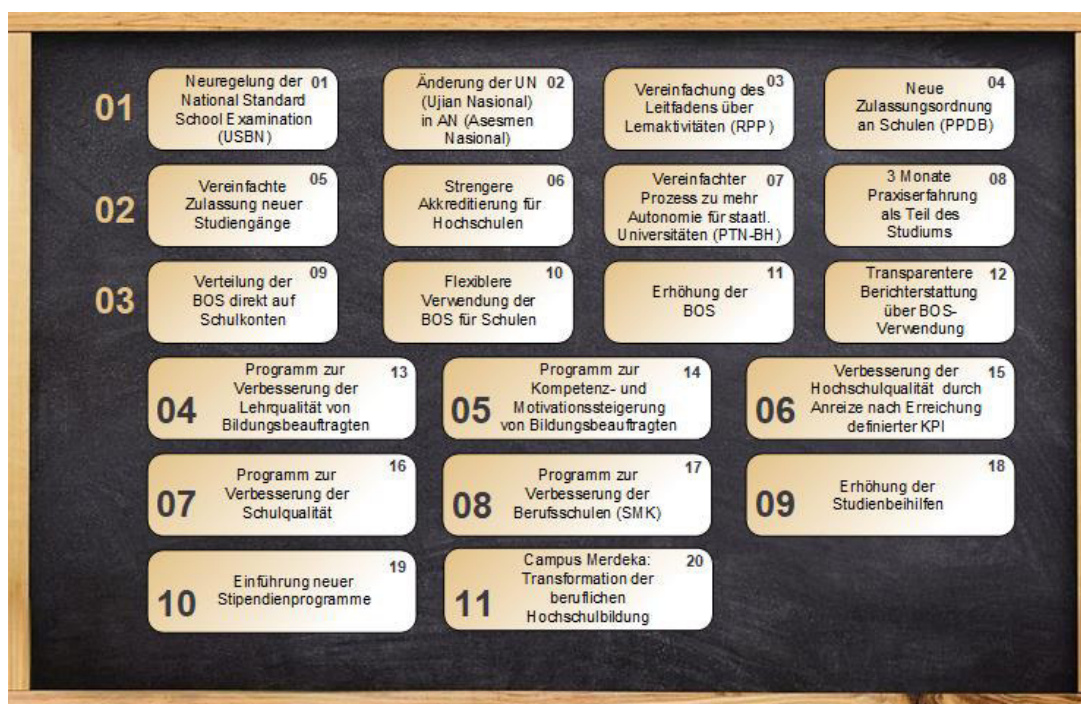 01
Neuregelung der 01
National Standard
School Examination
(USBN)
Änderung der UN 02
(Ujian Nasional)
in AN (Asesmen
Nasional)
Vereinfachung des 03
Leitfadens über
Lernaktivitäten (RPP)
Neue 04
Zulassungsordnung
an Schulen (PPDB)
02
Vereinfachte 05
Zulassung neuer
Studiengänge
Strengere 06
Akkreditierung für
Hochschulen
Vereinfachter 07
Prozess zu mehr
Autonomie für staatl.
Universitäten (PTN-BH)
3 Monate 08
Praxiserfahrung
als Teil des
Studiums
03
Verteilung der 09
BOS direkt auf
Schulkonten
Flexiblere 10
Verwendung der
BOS für Schulen
11
Erhöhung der
BOS
Transparentere 12
Berichterstattung
über BOS-
Verwendung
04
Programm zur 13
Verbesserung der
Lehrqualität von
Bildungsbeauftragten
05
Programm zur 14
Kompetenz- und
Motivationssteigerung
von Bildungsbeauftragten
06
Verbesserung der 15
Hochschulqualität durch
Anreize nach Erreichung
definierter KPI
07
16
Programm zur
Verbesserung der
Schulqualität
08
17
Programm zur
Verbesserung der
Berufsschulen (SMK)
09
18
Erhöhung der
Studienbeihilfen
10
19
Einführung neuer
Stipendienprogramme
11
Campus Merdeka: 20
Transformation der
beruflichen
Hochschulbildung